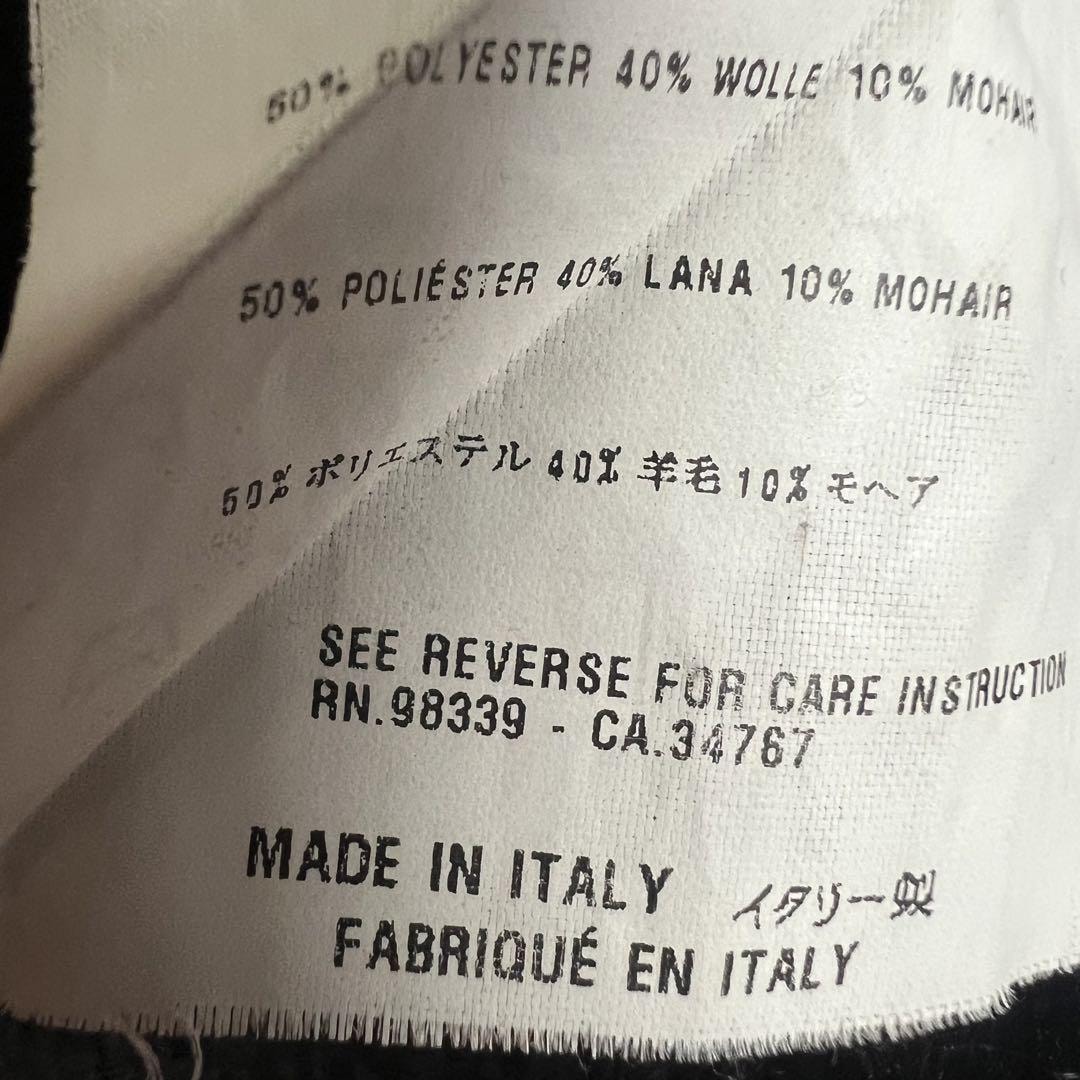 50% POLYESTER 40% WOLLE 10% MOHAIR
50% POLIÉSTER 40% LANA 10% MOHAIR
50% ポリエステル 40% 羊毛 10% モヘア
SEE REVERSE FOR CARE INSTRUCTION
RN.98339 - CA.34767
MADE IN ITALY イタリー製
FABRIQUÉ EN ITALY